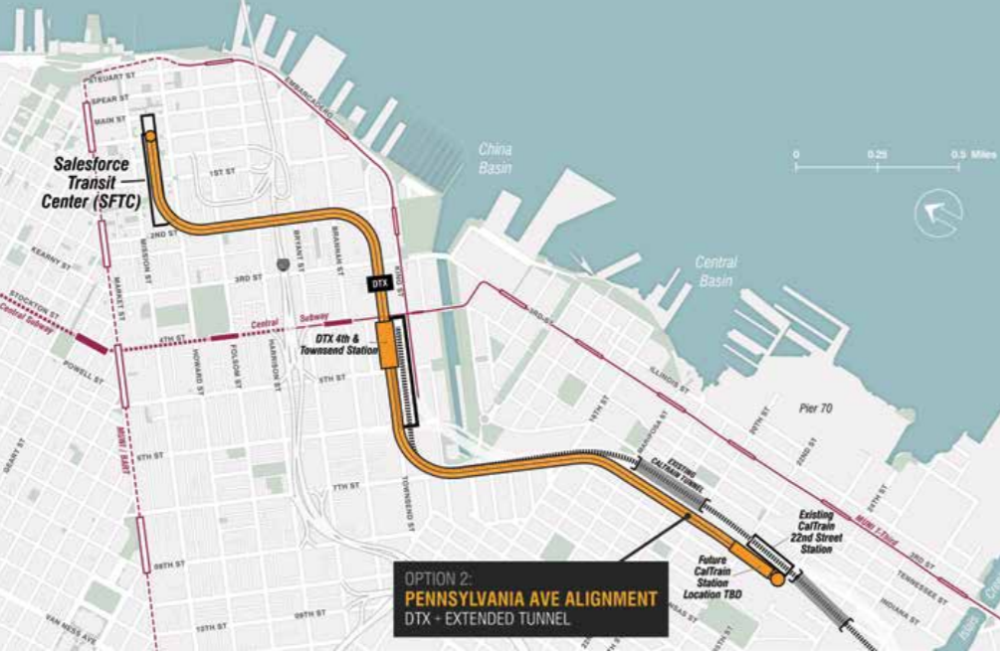 STEUART ST
SPEAR ST
MAIN ST
EMBARCADERO
Salesforce
Transit
Center (SFTC)
1ST ST
2ND ST
MISSION ST
MARKET ST
KEARNY ST
STOCKTON ST
Central Subway
POWELL ST
GEARY ST
3RD ST
BRYANT ST
BRANNAN ST
KING ST
DTX
Central Subway
4TH ST
DTX 4th &
Townsend Station
HOWARD ST
FOLSOM ST
HARRISON ST
5TH ST
6TH ST
7TH ST
TOWNSEND ST
MUNI / BART
08TH ST
09TH ST
10TH ST
VAN NESS AVE
China
Basin
0 0.25 0.5 Miles
Central
Basin
3RD ST
ILLINOIS ST
16TH ST
MARIPOSA ST
20TH ST
22ND ST
24TH ST
Pier 70
EXISTING
CALTRAIN TUNNEL
Existing
CalTrain
22nd Street
Station
MUNI T-Third
3RD ST
TENNESSEE ST
INDIANA ST
Future
CalTrain
Station
Location TBD
OPTION 2:
PENNSYLVANIA AVE ALIGNMENT
DTX + EXTENDED TUNNEL